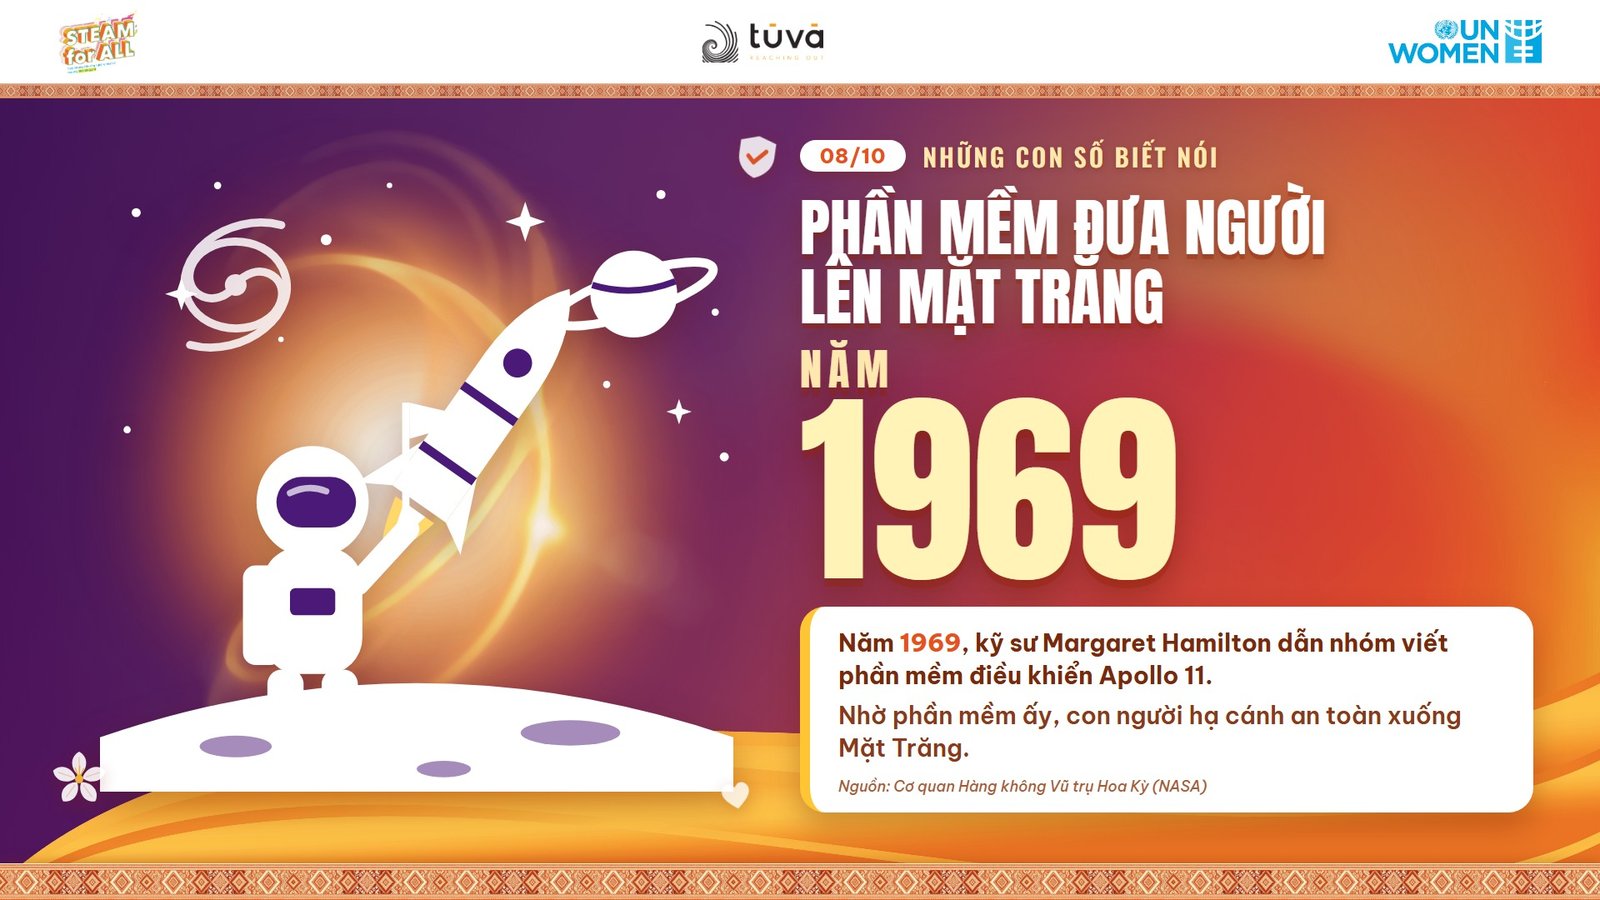 STEAM
for ALL
tūvā
REACHING OUT
UN
WOMEN
08/10
NHỮNG CON SỐ BIẾT NÓI
PHẦN MỀM ĐƯA NGƯỜI
LÊN MẶT TRĂNG
NĂM
1969
Năm 1969, kỹ sư Margaret Hamilton dẫn nhóm viết
phần mềm điều khiển Apollo 11.
Nhờ phần mềm ấy, con người hạ cánh an toàn xuống
Mặt Trăng.
Nguồn: Cơ quan Hàng không Vũ trụ Hoa Kỳ (NASA)